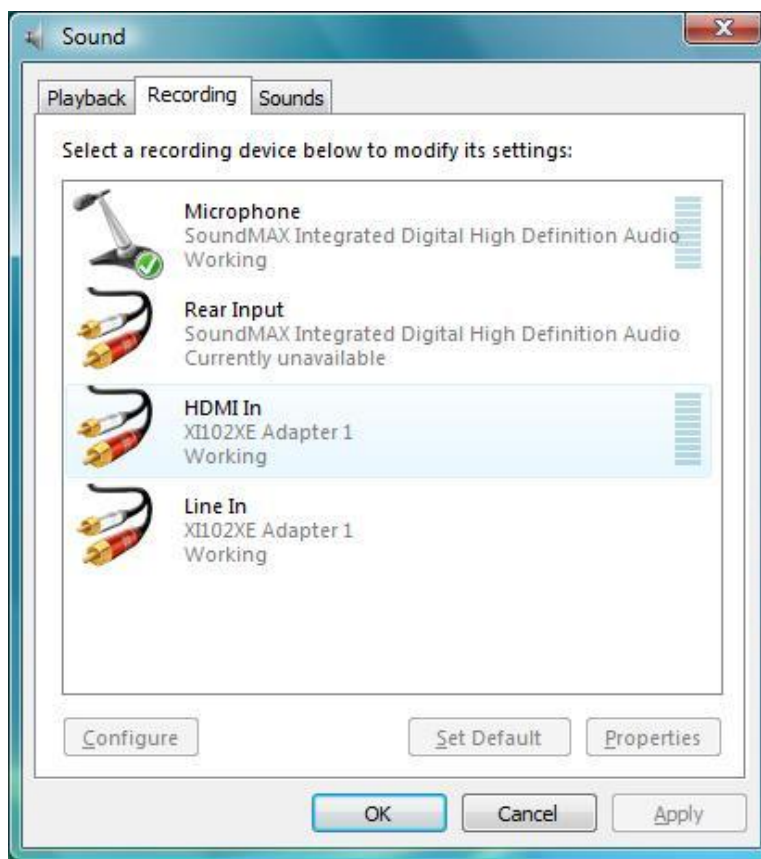 Sound
Playback Recording Sounds
Select a recording device below to modify its settings:
Microphone
SoundMAX Integrated Digital High Definition Audio
Working
Rear Input
SoundMAX Integrated Digital High Definition Audio
Currently unavailable
HDMI In
XI102XE Adapter 1
Working
Line In
XI102XE Adapter 1
Working
Configure Set Default Properties
OK Cancel Apply